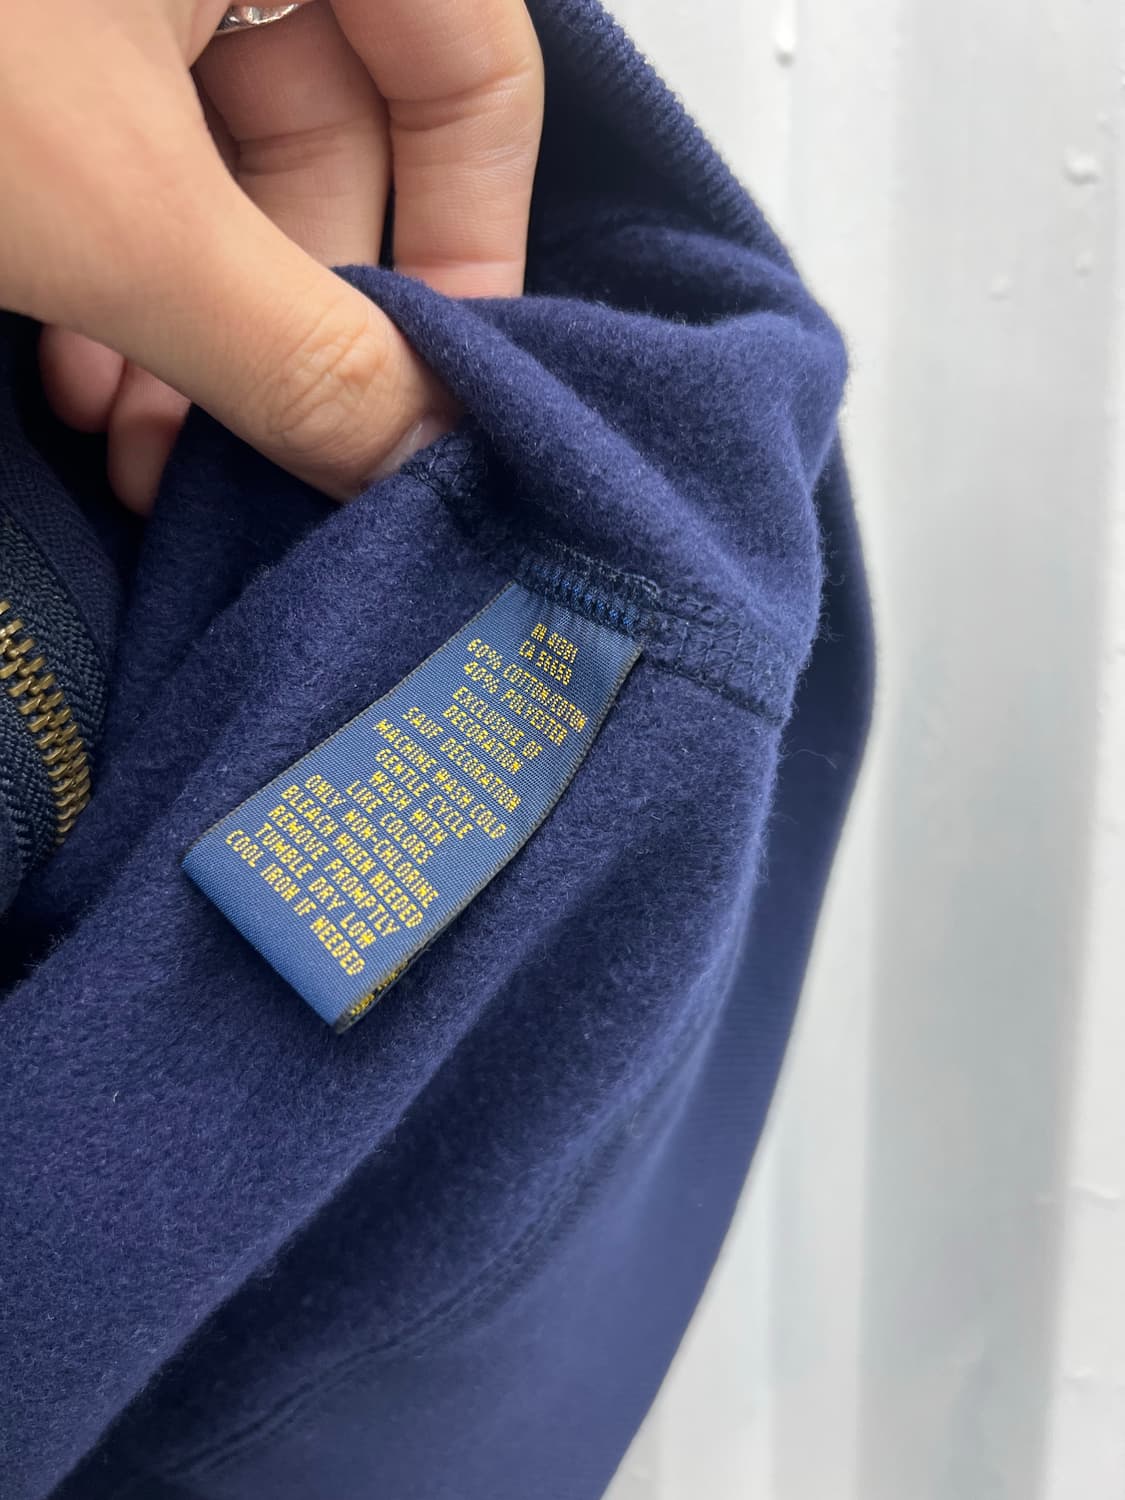 RN 41381
CA 36656
60% COTTON/COTON
40% POLYESTER
EXCLUSIVE OF
DECORATION
SAUF DECORATION
MACHINE WASH COLD
GENTLE CYCLE
WASH WITH
LIKE COLORS
ONLY NON-CHLORINE
BLEACH WHEN NEEDED
REMOVE PROMPTLY
TUMBLE DRY LOW
COOL IRON IF NEEDED